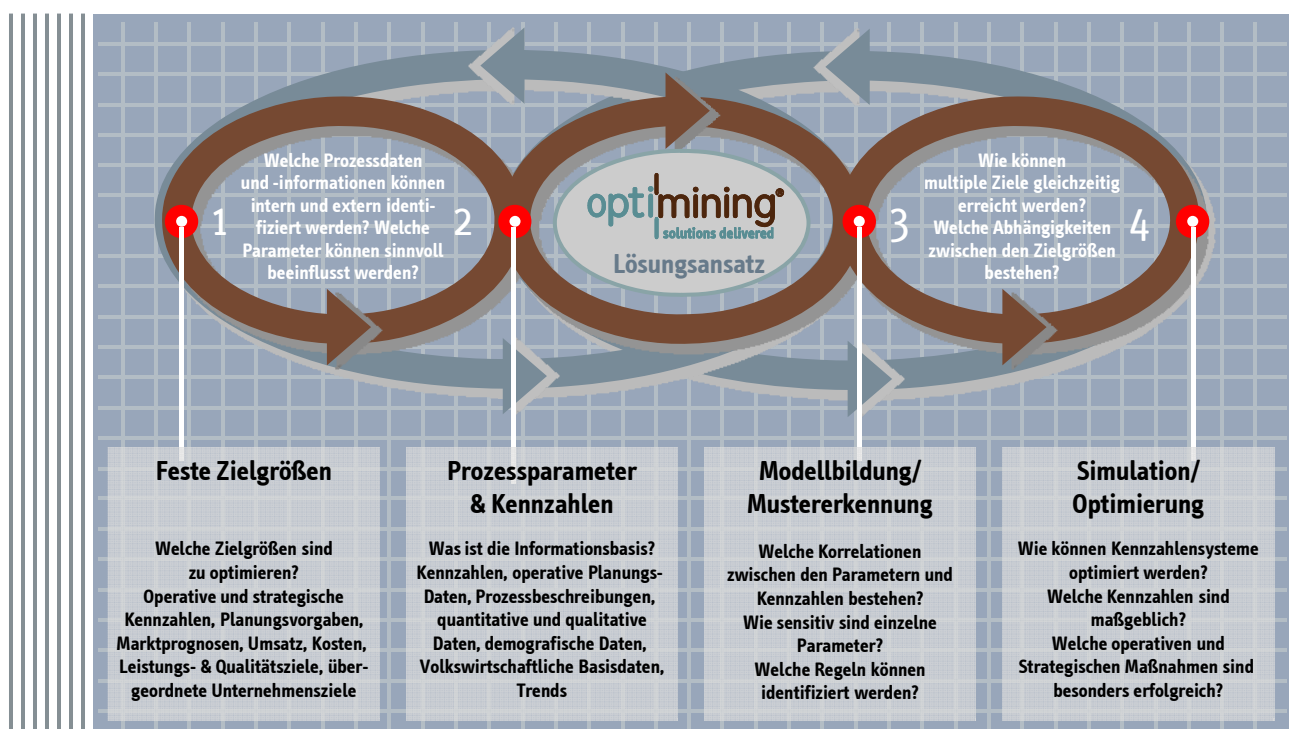 Welche Prozessdaten
und -informationen können
intern und extern identi-
fiziert werden? Welche
Parameter können sinnvoll
beeinflusst werden?
1
2
optimining
solutions delivered
Lösungsansatz
Wie können
multiple Ziele gleichzeitig
erreicht werden?
Welche Abhängigkeiten
zwischen den Zielgrößen
bestehen?
3
4
Feste Zielgrößen
Welche Zielgrößen sind
zu optimieren?
Operative und strategische
Kennzahlen, Planungsvorgaben,
Marktprognosen, Umsatz, Kosten,
Leistungs- & Qualitätsziele, über-
geordnete Unternehmensziele
Prozessparameter
& Kennzahlen
Was ist die Informationsbasis?
Kennzahlen, operative Planungs-
Daten, Prozessbeschreibungen,
quantitative und qualitative
Daten, demografische Daten,
Volkswirtschaftliche Basisdaten,
Trends
Modellbildung/
Mustererkennung
Welche Korrelationen
zwischen den Parametern und
Kennzahlen bestehen?
Wie sensitiv sind einzelne
Parameter?
Welche Regeln können
identifiziert werden?
Simulation/
Optimierung
Wie können Kennzahlensysteme
optimiert werden?
Welche Kennzahlen sind
maßgeblich?
Welche operativen und
Strategischen Maßnahmen sind
besonders erfolgreich?